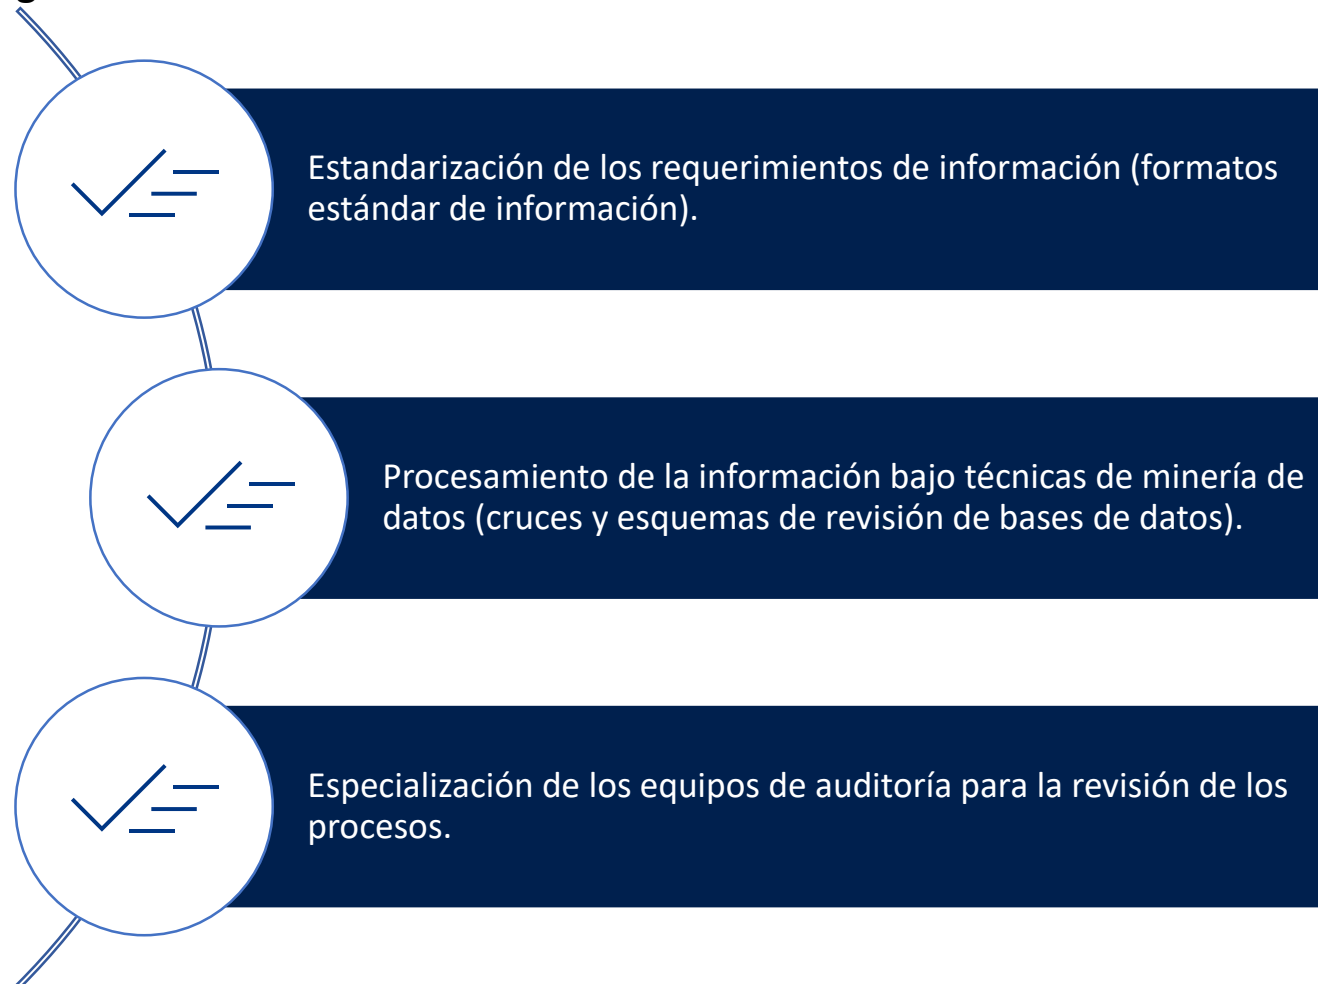 Estandarización de los requerimientos de información (formatos
estándar de información).
Procesamiento de la información bajo técnicas de minería de
datos (cruces y esquemas de revisión de bases de datos).
Especialización de los equipos de auditoría para la revisión de los
procesos.